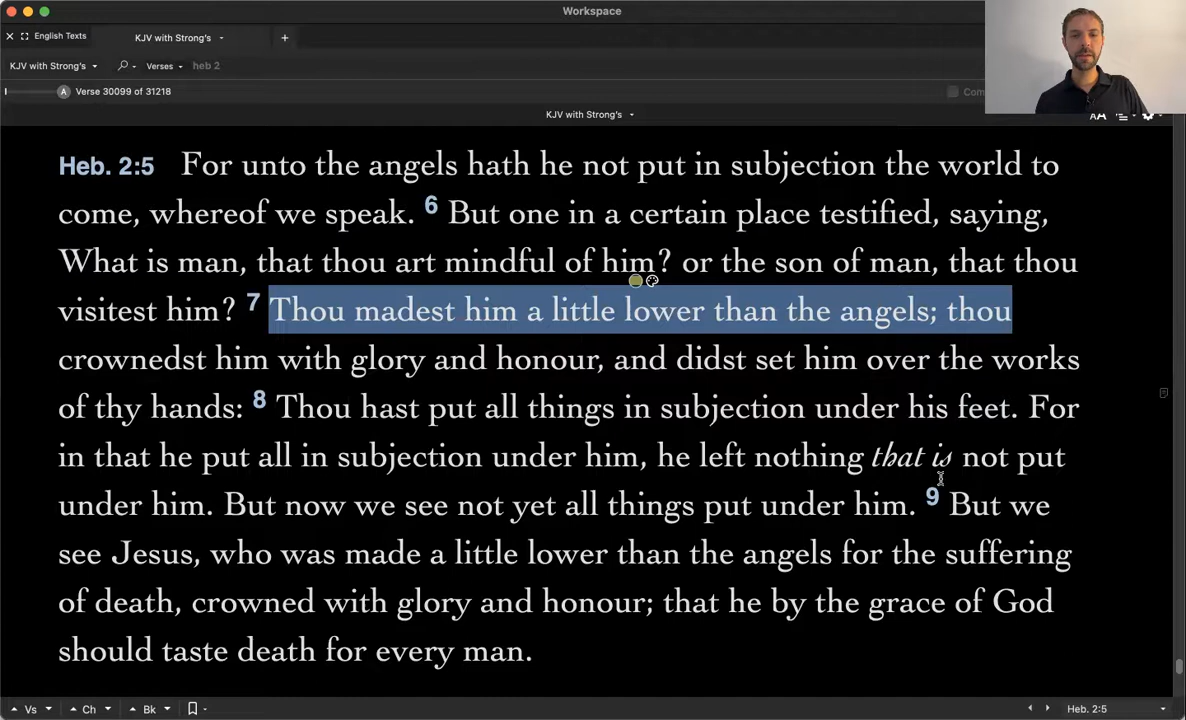 Workspace
English Texts
KJV with Strong's
+
KJV with Strong's
Verses
heb 2
A
Verse 30099 of 31218
Com
KJV with Strong's
AA
Heb. 2:5 For unto the angels hath he not put in subjection the world to
come, whereof we speak. 6 But one in a certain place testified, saying,
What is man, that thou art mindful of him? or the son of man, that thou
visitest him? 7 Thou madest him a little lower than the angels; thou
crownedst him with glory and honour, and didst set him over the works
of thy hands: 8 Thou hast put all things in subjection under his feet. For
in that he put all in subjection under him, he left nothing that is not put
under him. But now we see not yet all things put under him. 9 But we
see Jesus, who was made a little lower than the angels for the suffering
of death, crowned with glory and honour; that he by the grace of God
should taste death for every man.
Vs
Ch
Bk
Heb. 2:5